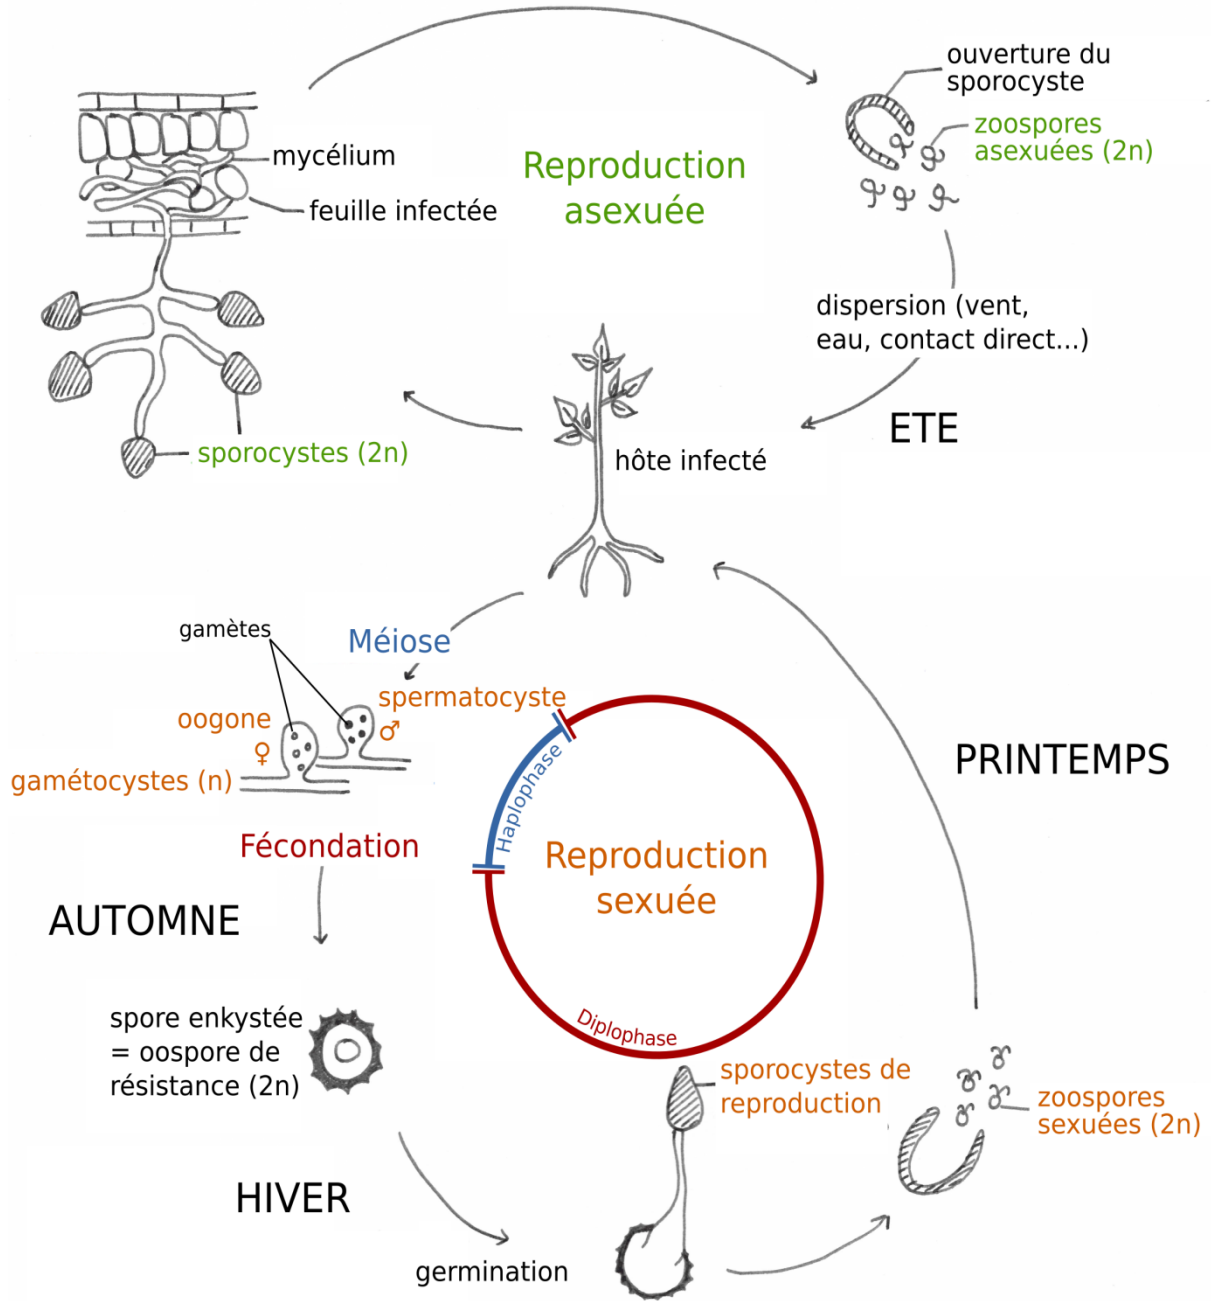 ouverture du
sporocyste
zoospores
asexuées (2n)
mycélium
feuille infectée
Reproduction
asexuée
dispersion (vent,
eau, contact direct...)
ETE
sporocystes (2n)
hôte infecté
gamètes
Méiose
spermatocyste
♂
oogone
♀
gamétocystes (n)
Haplophase
PRINTEMPS
Fécondation
Reproduction
sexuée
AUTOMNE
spore enkystée
= oospore de
résistance (2n)
Diplophase
sporocystes de
reproduction
zoospores
sexuées (2n)
HIVER
germination